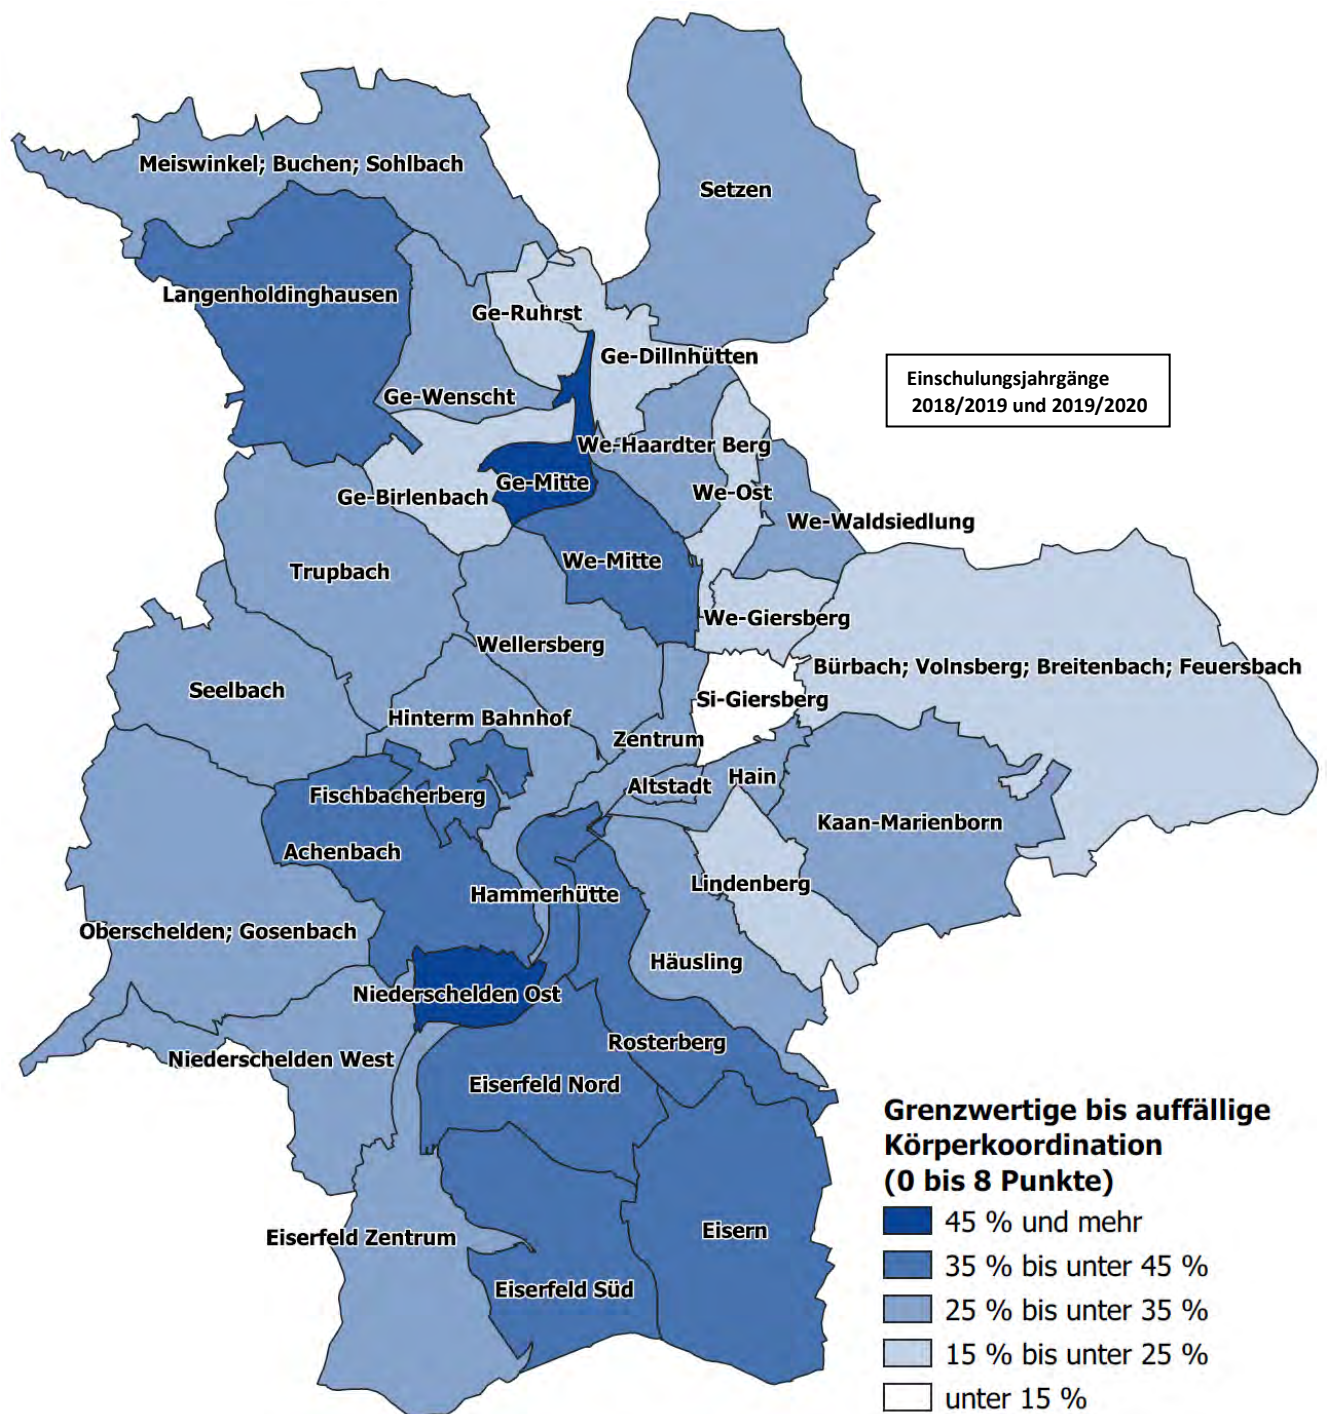 Meiswinkel; Buchen; Sohlbach
Setzen
Langenholdinghausen
Ge-Ruhrst
Ge-Dillnhütten
Einschulungsjahrgänge
2018/2019 und 2019/2020
Ge-Wenscht
We-Haardter Berg
Ge-Mitte
We-Ost
Ge-Birlenbach
We-Waldsiedlung
We-Mitte
Trupbach
We-Giersberg
Wellersberg
Bürbach; Volnsberg; Breitenbach; Feuersbach
Seelbach
Si-Giersberg
Hinterm Bahnhof
Zentrum
Hain
Altstadt
Fischbacherberg
Kaan-Marienborn
Achenbach
Lindenberg
Hammerhütte
Oberschelden; Gosenbach
Häusling
Niederschelden Ost
Rosterberg
Niederschelden West
Eiserfeld Nord
Grenzwertige bis auffällige
Körperkoordination
(0 bis 8 Punkte)
45 % und mehr
Eisern
Eiserfeld Zentrum
35 % bis unter 45 %
Eiserfeld Süd
25 % bis unter 35 %
15 % bis unter 25 %
unter 15 %